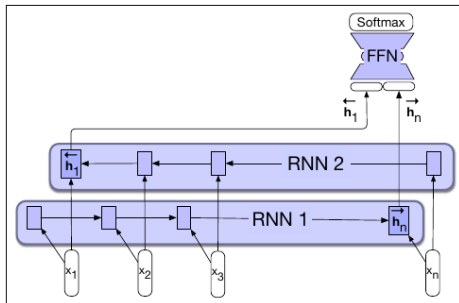 Softmax
FFN
h₁ hₙ
h₁ RNN 2
RNN 1 hₙ
x₁ x₂ x₃ xₙ